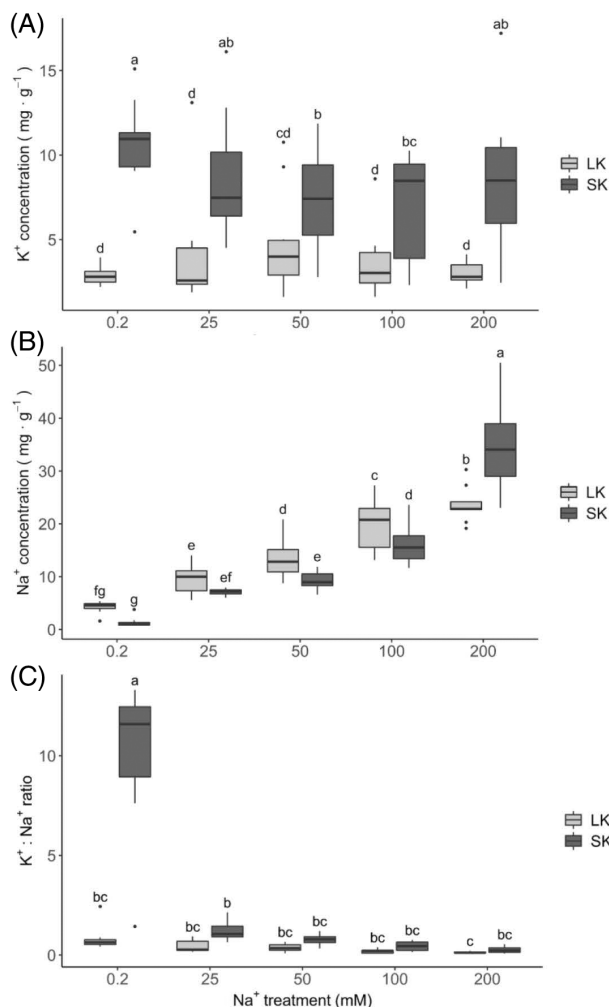 (A)
K⁺ concentration ( mg · g⁻¹ )
15
10
5
a
ab
ab
d
d
cd
b
d
bc
d
LK
SK
0.2 25 50 100 200
(B)
Na⁺ concentration ( mg · g⁻¹ )
50
40
30
20
10
0
fg
g
e
ef
d
e
c
d
b
a
LK
SK
0.2 25 50 100 200
(C)
K⁺ : Na⁺ ratio
10
5
0
bc
a
bc
b
bc
bc
bc
bc
c
bc
LK
SK
0.2 25 50 100 200
Na⁺ treatment (mM)